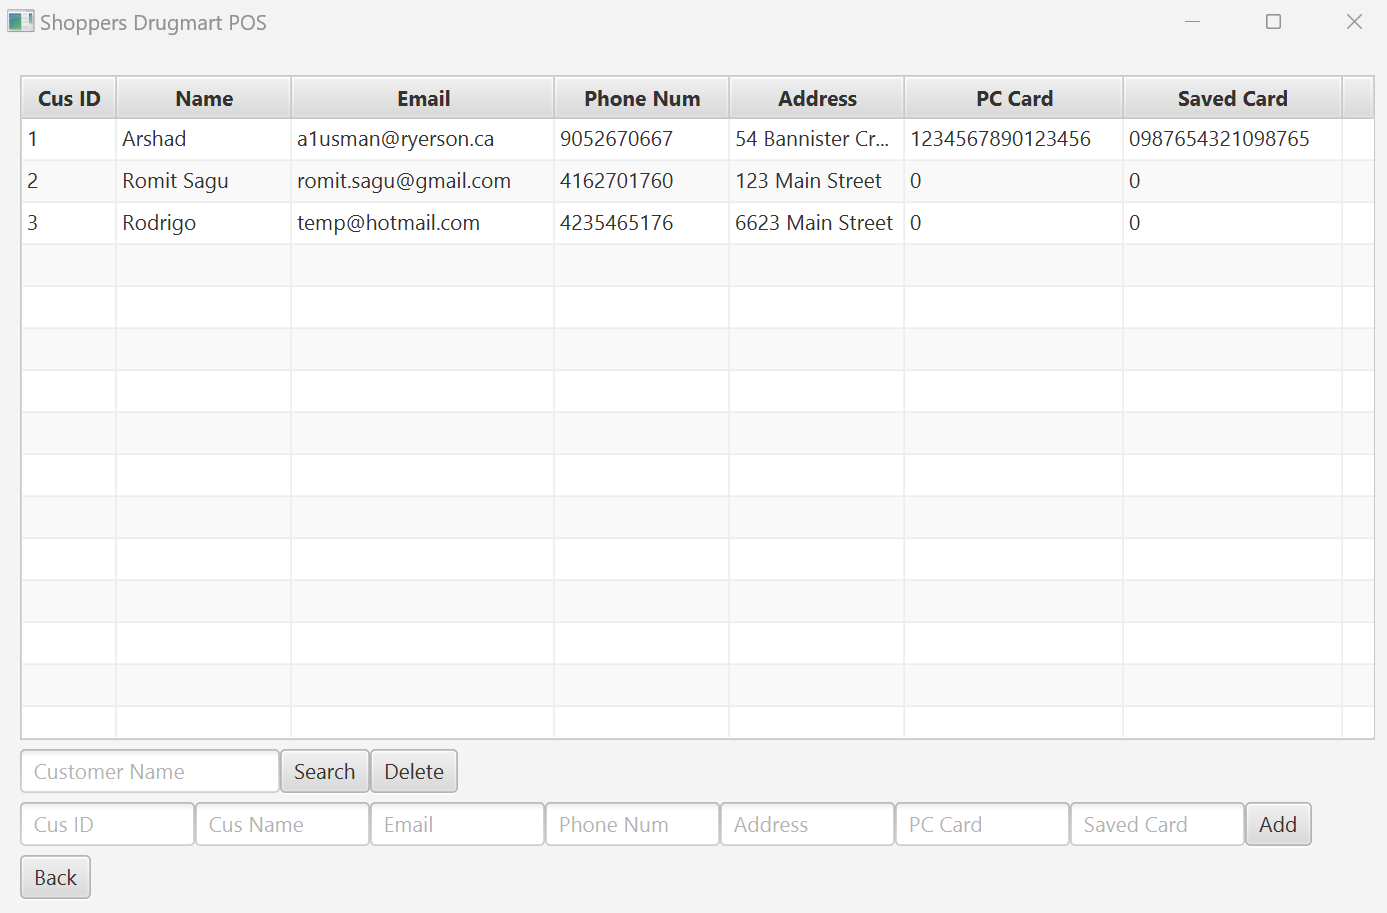 Shoppers Drugmart POS
Cus ID Name Email Phone Num Address PC Card Saved Card
1 Arshad a1usman@ryerson.ca 9052670667 54 Bannister Cr... 1234567890123456 0987654321098765
2 Romit Sagu romit.sagu@gmail.com 4162701760 123 Main Street 0 0
3 Rodrigo temp@hotmail.com 4235465176 6623 Main Street 0 0
Customer Name Search Delete
Cus ID Cus Name Email Phone Num Address PC Card Saved Card Add
Back